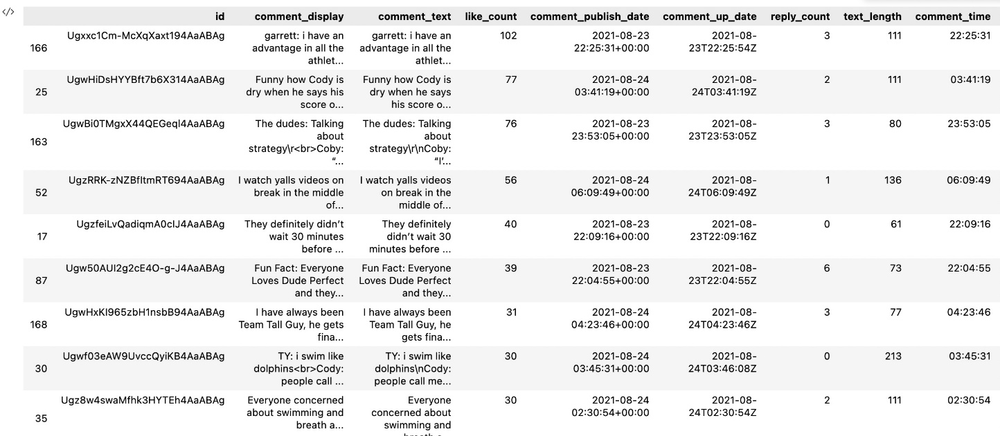 </>
id comment_display comment_text like_count comment_publish_date comment_up_date reply_count text_length comment_time
166 Ugxxc1Cm-McXqXaxt194AaABAg garrett: i have an garrett: i have an 102 2021-08-23 2021-08- 3 111 22:25:31
advantage in all the advantage in all the 22:25:31+00:00 23T22:25:54Z
athlet... athlet...
25 UgwHiDsHYYBft7b6X314AaABAg Funny how Cody is Funny how Cody is 77 2021-08-24 2021-08- 2 111 03:41:19
dry when he says his dry when he says 03:41:19+00:00 24T03:41:19Z
score o... his score o...
163 UgwBi0TMgxX44QEGeqI4AaABAg The dudes: Talking The dudes: Talking 76 2021-08-23 2021-08- 3 80 23:53:05
about about 23:53:05+00:00 23T23:53:05Z
strategy\r<br>Coby: strategy\r\nCoby:
“... “I’...
52 UgzRRK-zNZBfItmRT694AaABAg I watch yalls videos on I watch yalls videos 56 2021-08-24 2021-08- 1 136 06:09:49
break in the middle on break in the 06:09:49+00:00 24T06:09:49Z
of... middle of...
17 UgzfeiLvQadiqmA0cIJ4AaABAg They definitely didn’t They definitely 40 2021-08-23 2021-08- 0 61 22:09:16
wait 30 minutes didn’t wait 30 22:09:16+00:00 23T22:09:16Z
before ... minutes before ...
87 Ugw50AUI2g2cE4O-g-J4AaABAg Fun Fact: Everyone Fun Fact: Everyone 39 2021-08-23 2021-08- 6 73 22:04:55
Loves Dude Perfect Loves Dude Perfect 22:04:55+00:00 23T22:04:55Z
and they... and they...
168 UgwHxKI965zbH1nsbB94AaABAg I have always been I have always been 31 2021-08-24 2021-08- 3 77 04:23:46
Team Tall Guy, he gets Team Tall Guy, he 04:23:46+00:00 24T04:23:46Z
fina... gets fina...
30 Ugwf03eAW9UvccQyiKB4AaABAg TY: i swim like TY: i swim like 30 2021-08-24 2021-08- 0 213 03:45:31
dolphins<br>Cody: dolphins\nCody: 03:45:31+00:00 24T03:46:08Z
people call ... people call me...
35 Ugz8w4swaMfhk3HYTEh4AaABAg Everyone concerned Everyone 30 2021-08-24 2021-08- 2 111 02:30:54
about swimming and concerned about 02:30:54+00:00 24T02:30:54Z
breath a... swimming and